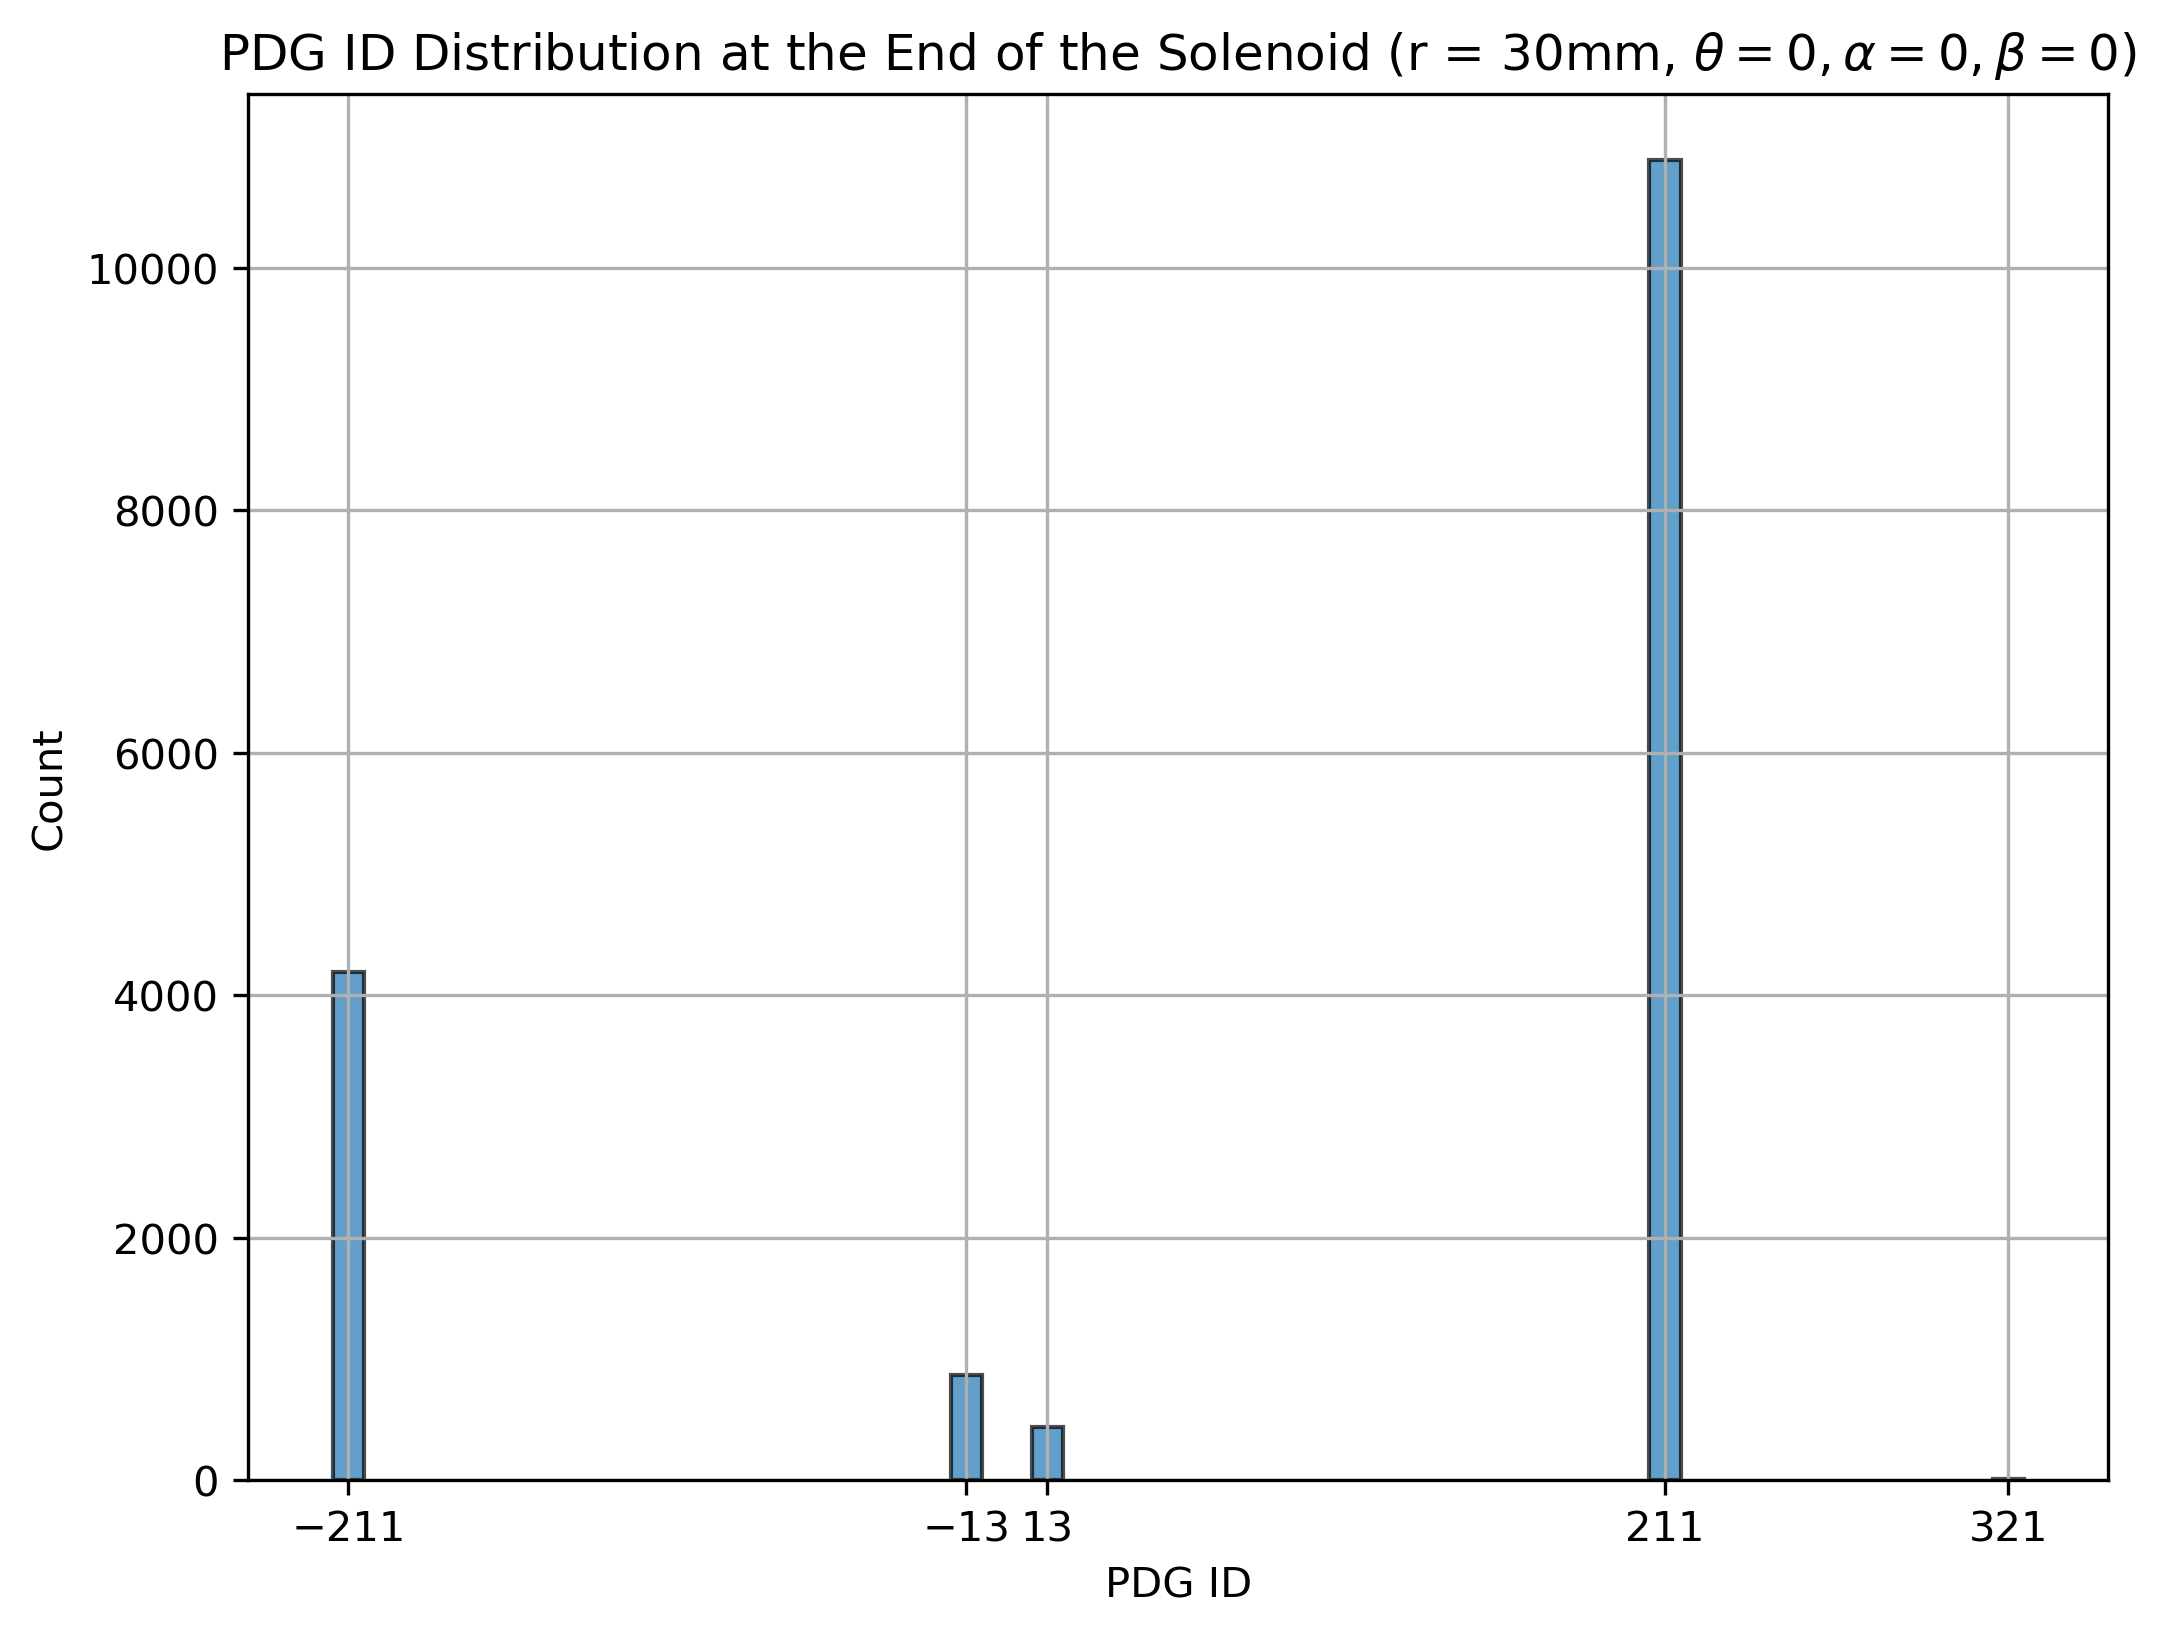 PDG ID Distribution at the End of the Solenoid (r = 30mm, θ = 0, α = 0, β = 0)
Count
10000
8000
6000
4000
2000
0
−211 −13 13 211 321
PDG ID